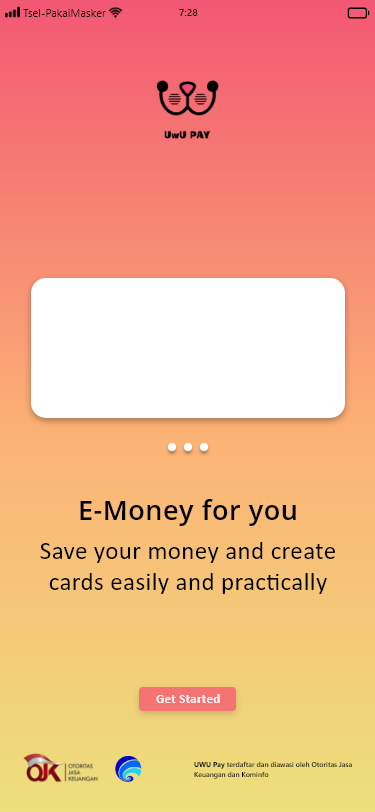 Tsel-PakaiMasker
7:28
UwU PAY
E-Money for you
Save your money and create
cards easily and practically
Get Started
OJK
OTORITAS
JASA
KEUANGAN
UWU Pay terdaftar dan diawasi oleh Otoritas Jasa
Keuangan dan Kominfo